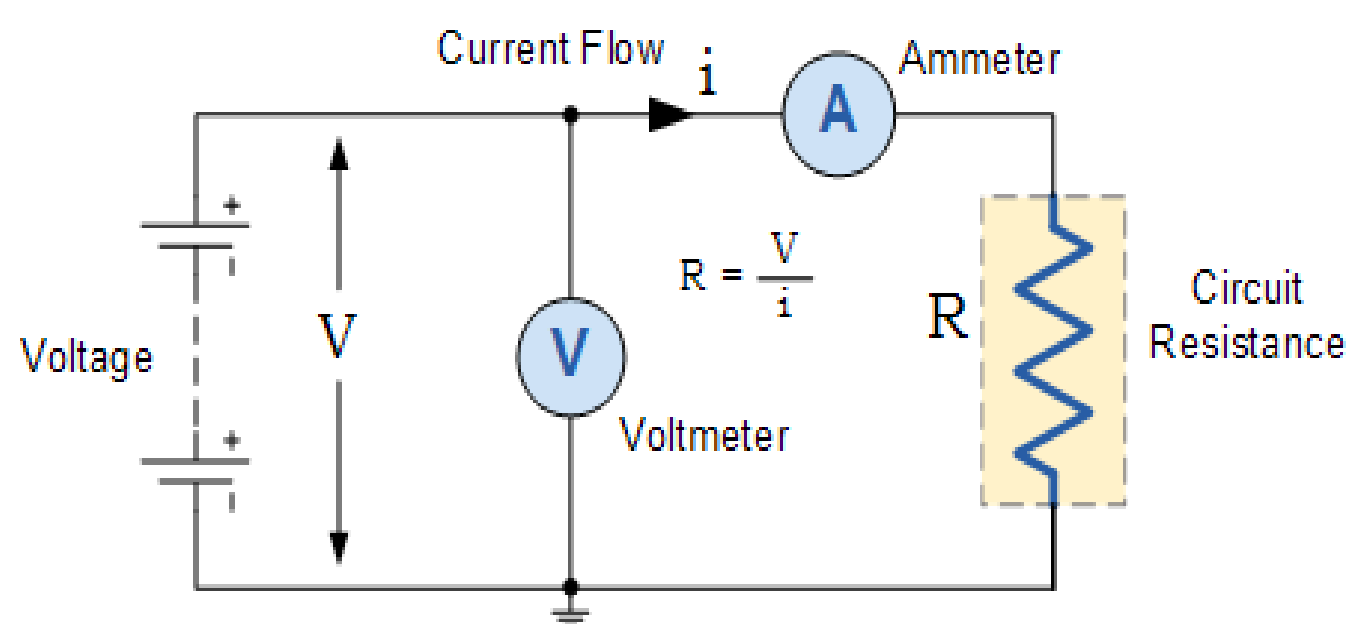 Current Flow
i
A
Ammeter
+
-
V
Voltage
+
-
V
Voltmeter
R = V
i
R
Circuit
Resistance